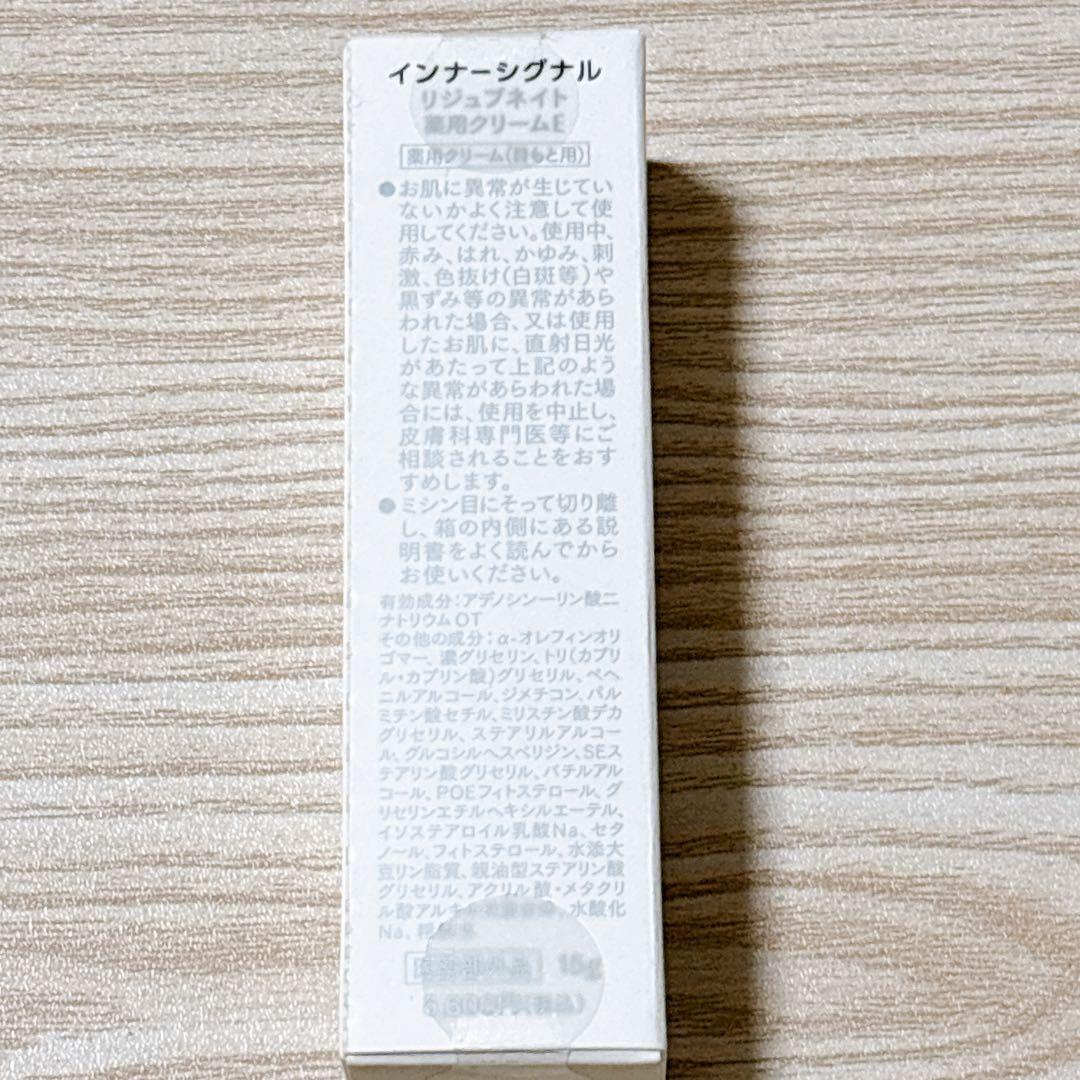 インナーシグナル
リジュブネイト
薬用クリームE
薬用クリーム(目もと用)
●お肌に異常が生じてい
ないかよく注意して使
用してください。使用中、
赤み、はれ、かゆみ、刺
激、色抜け(白斑等)や
黒ずみ等の異常があら
われた場合、又は使用
したお肌に、直射日光
があたって上記のよう
な異常があらわれた場
合には、使用を中止し、
皮膚科専門医等にご
相談されることをおす
すめします。
●ミシン目にそって切り離
し、箱の内側にある説
明書をよく読んでから
お使いください。
有効成分:アデノシン一リン酸二
ナトリウム OT
その他の成分:α-オレフィンオリ
ゴマー、濃グリセリン、トリ(カプリ
ル・カプリン酸)グリセリル、ベヘ
ニルアルコール、ジメチコン、パル
ミチン酸セチル、ミリスチン酸デカ
グリセリル、ステアリルアルコー
ル、グルコシルヘスペリジン、SEス
テアリン酸グリセリル、バチルアル
コール、POEフィトステロール、グ
リセリンエチルヘキシルエーテル、
イソステアロイル乳酸Na、セタ
ノール、フィトステロール、水添大
豆リン脂質、親油型ステアリン酸
グリセリル、アクリル酸・メタクリ
ル酸アルキル、水酸化
Na、
医薬部外品 15g
円(税込)